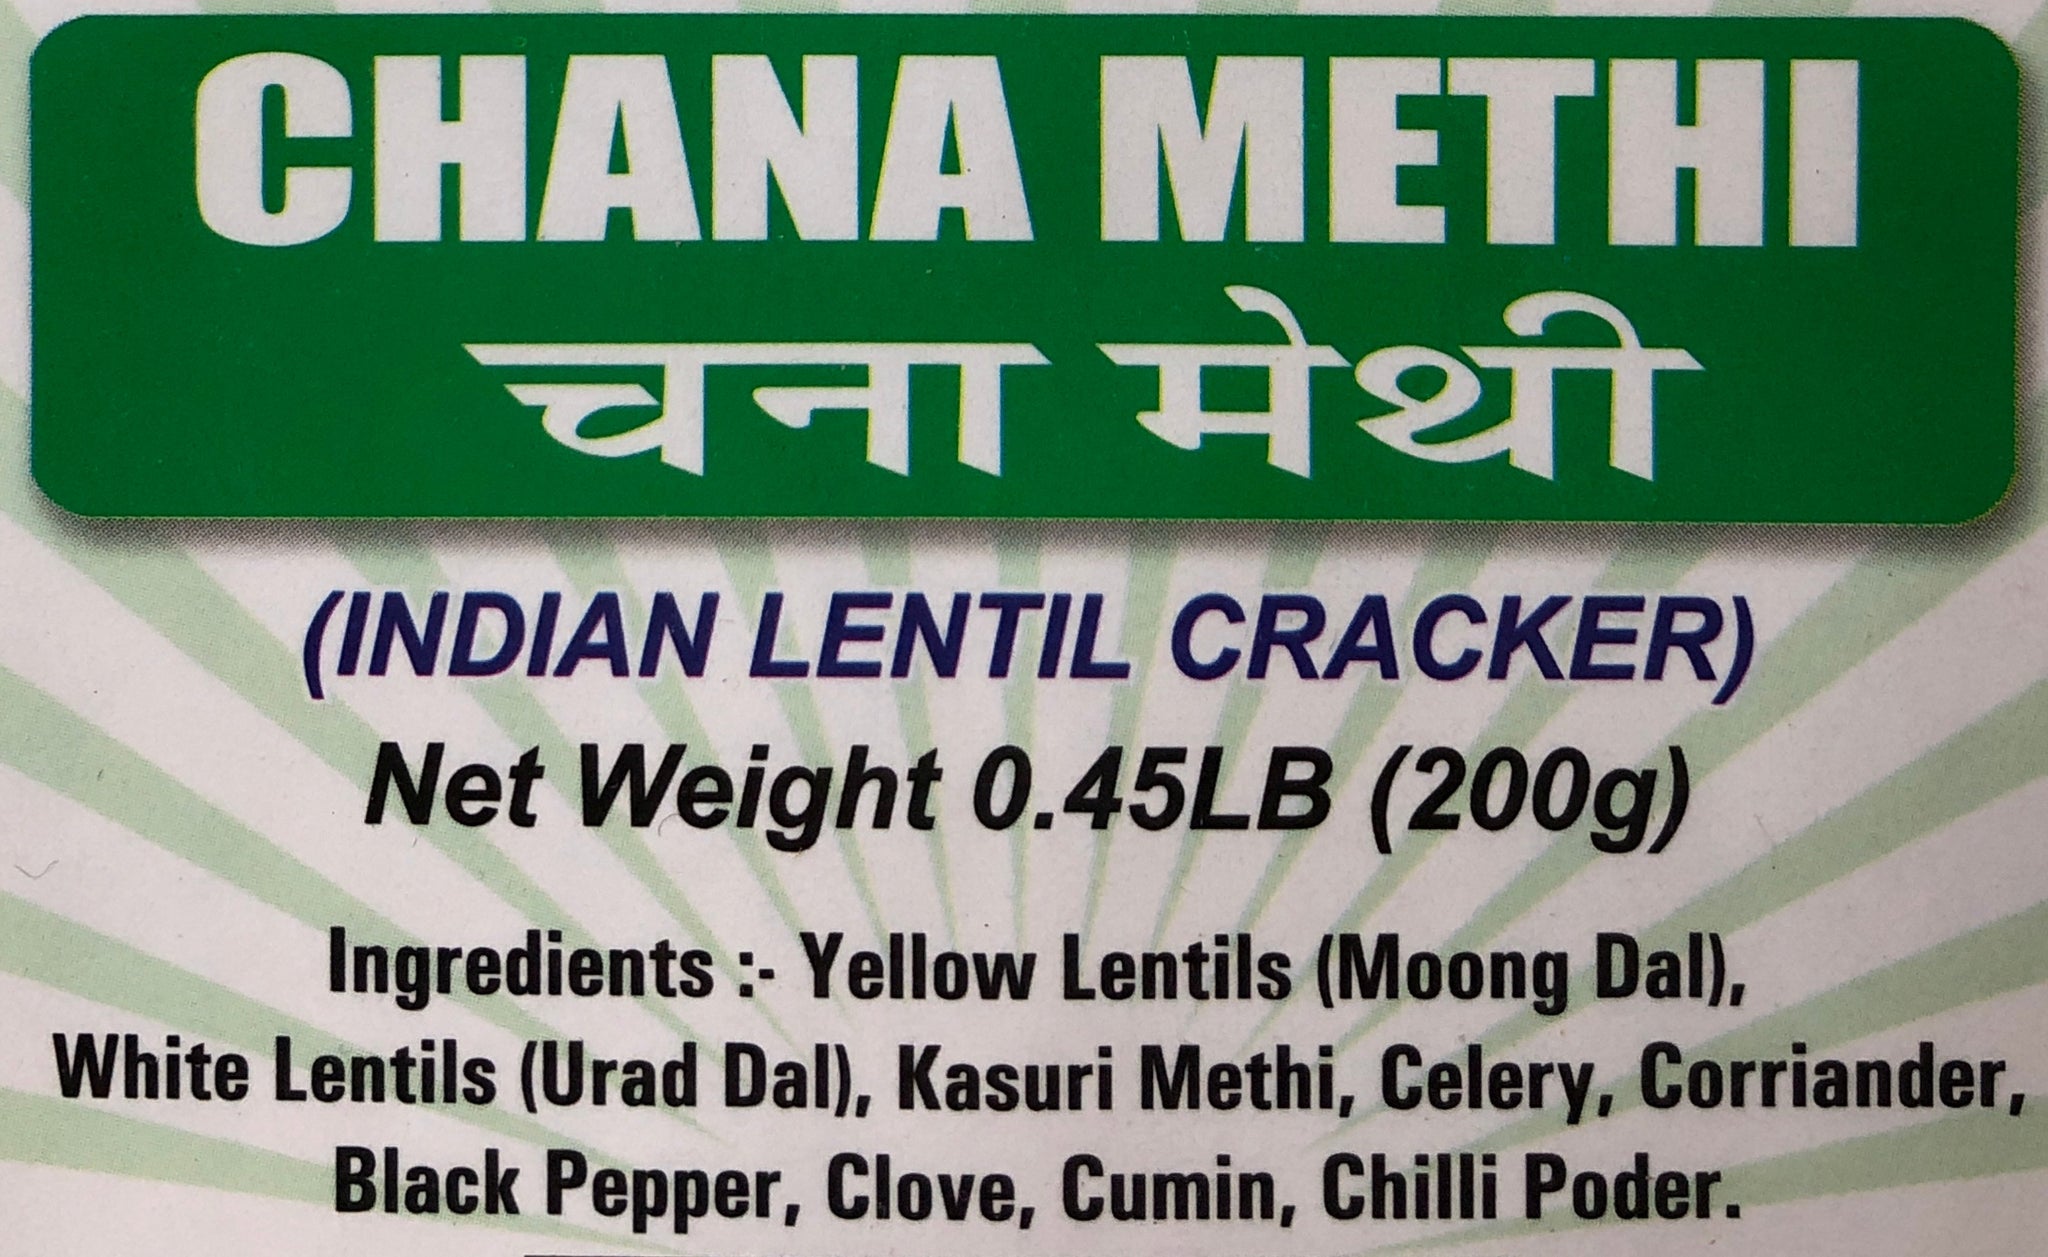 CHANA METHI
चना मेथी
(INDIAN LENTIL CRACKER)
Net Weight 0.45LB (200g)
Ingredients :- Yellow Lentils (Moong Dal),
White Lentils (Urad Dal), Kasuri Methi, Celery, Corriander,
Black Pepper, Clove, Cumin, Chilli Poder.